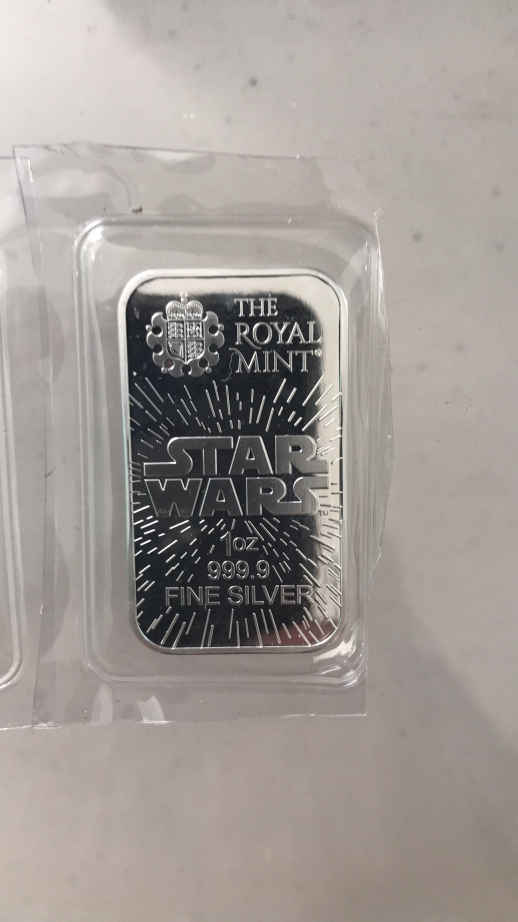 THE
ROYAL
MINT®
STAR
WARS
1oz
999.9
FINE SILVER